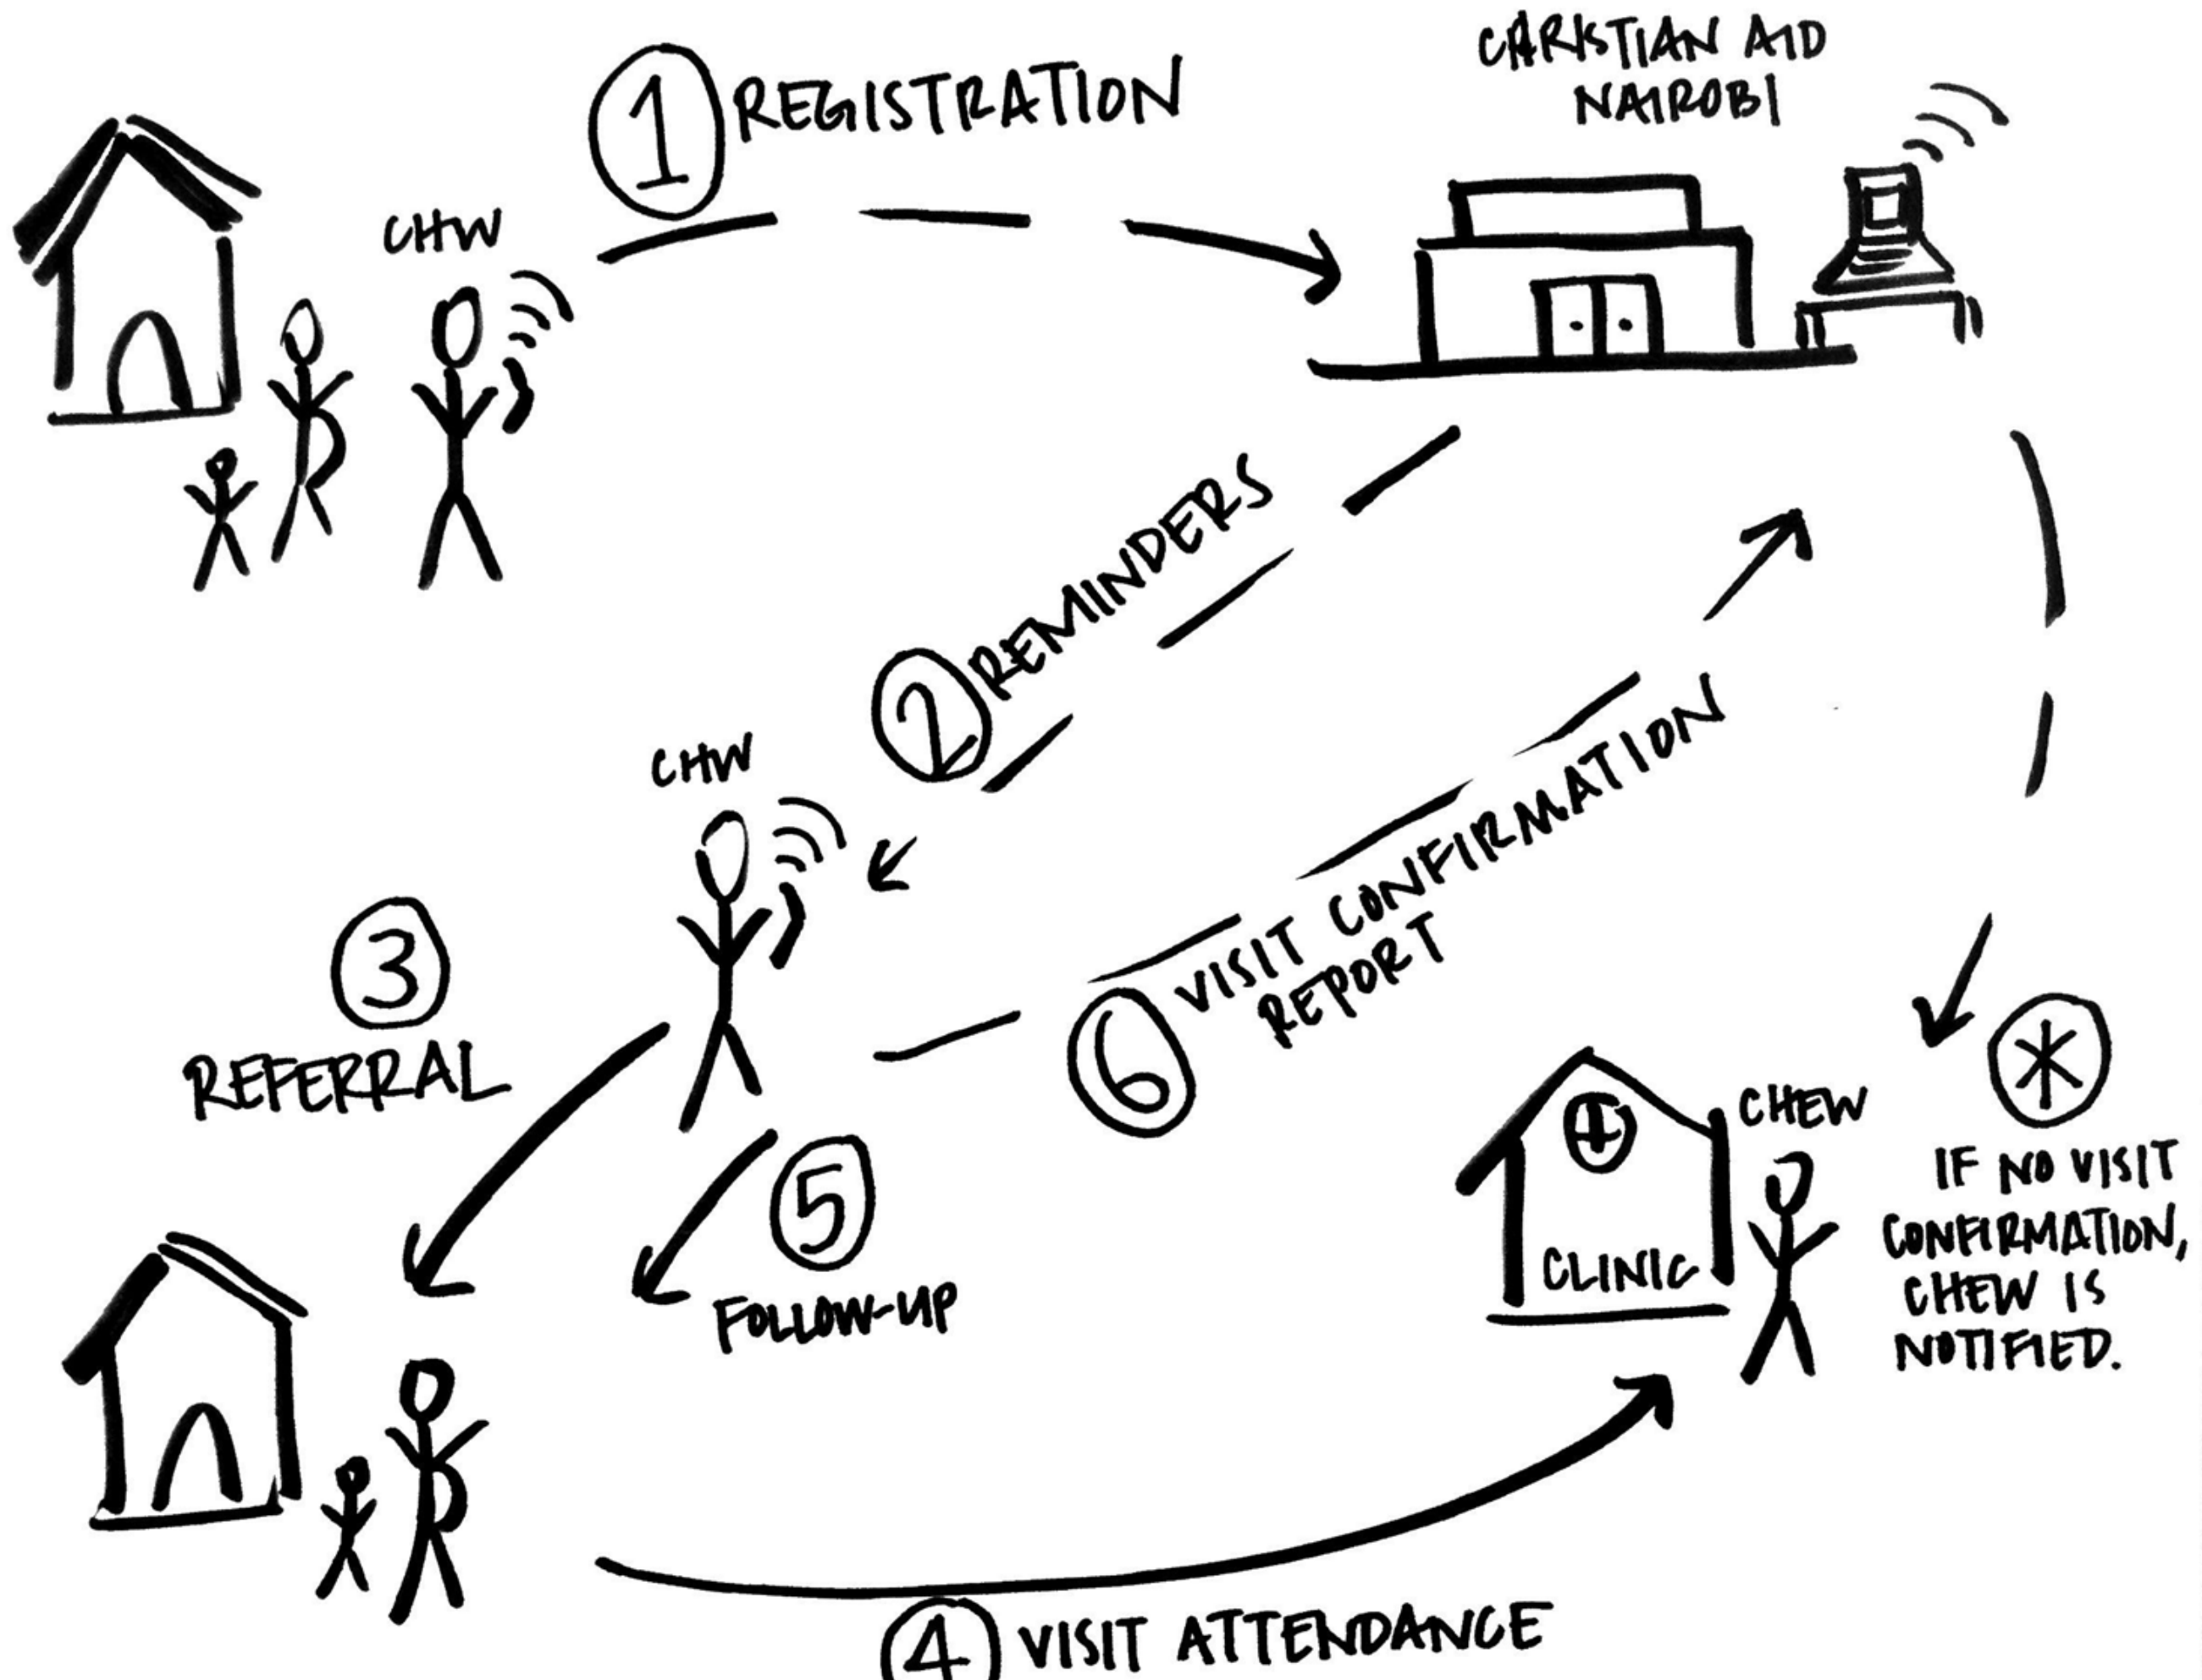 1 REGISTRATION
CHRISTIAN AID
NAIROBI
CHW
2 REMINDERS
CHW
3
REFERRAL
6 VISIT CONFIRMATION
REPORT
5
FOLLOW-UP
CLINIC
CHEW
*
IF NO VISIT
CONFIRMATION,
CHEW IS
NOTIFIED.
4 VISIT ATTENDANCE